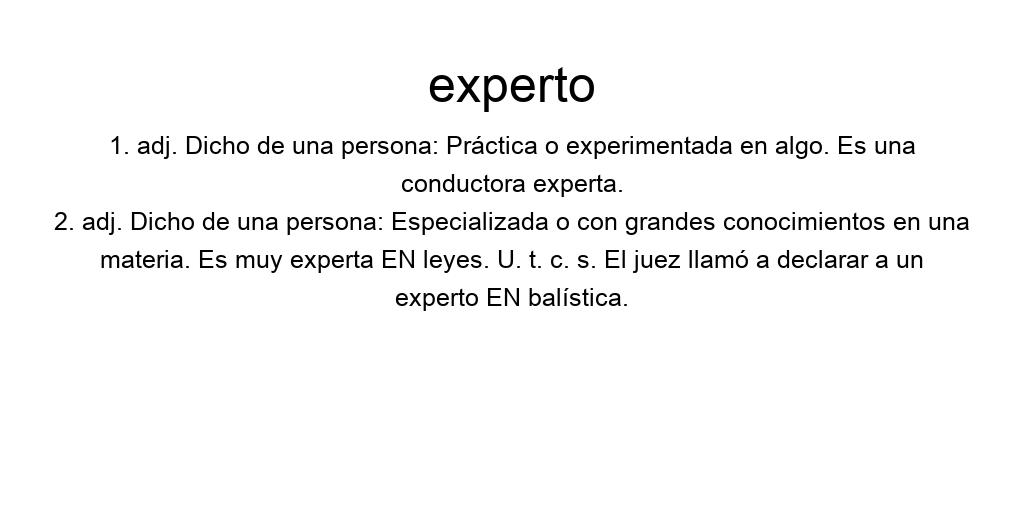 experto
1. adj. Dicho de una persona: Práctica o experimentada en algo. Es una
conductora experta.
2. adj. Dicho de una persona: Especializada o con grandes conocimientos en una
materia. Es muy experta EN leyes. U. t. c. s. El juez llamó a declarar a un
experto EN balística.